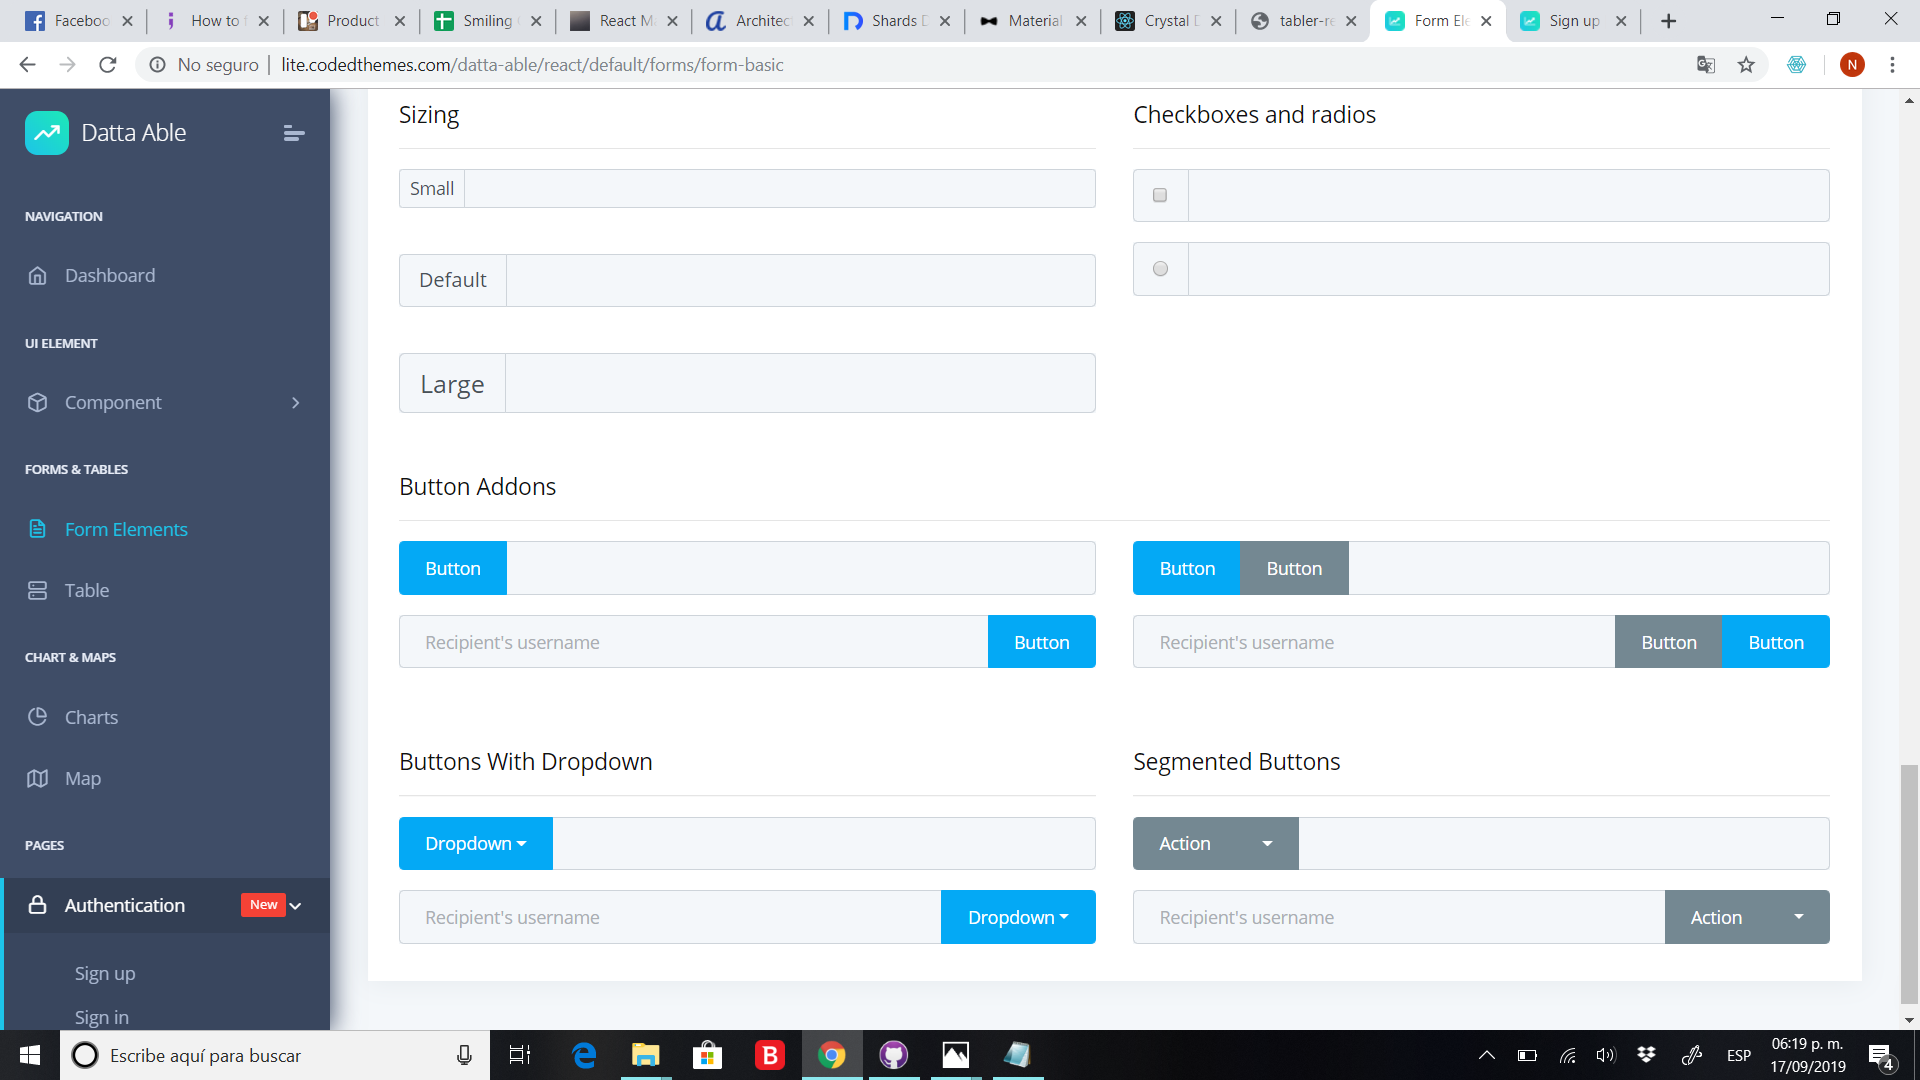 Faceboo
How to f
Product
Smiling
React M
Architec
Shards D
Material
Crystal D
tabler-re
Form Ele
Sign up
No seguro
lite.codedthemes.com/datta-able/react/default/forms/form-basic
N
Datta Able
NAVIGATION
Dashboard
UI ELEMENT
Component
FORMS & TABLES
Form Elements
Table
CHART & MAPS
Charts
Map
PAGES
Authentication
New
Sign up
Sign in
Sizing
Small
Default
Large
Checkboxes and radios
Button Addons
Button
Button Button
Recipient's username Button
Recipient's username Button Button
Buttons With Dropdown
Dropdown
Recipient's username Dropdown
Segmented Buttons
Action
Recipient's username Action
Escribe aquí para buscar
B
ESP
06:19 p. m.
17/09/2019
4